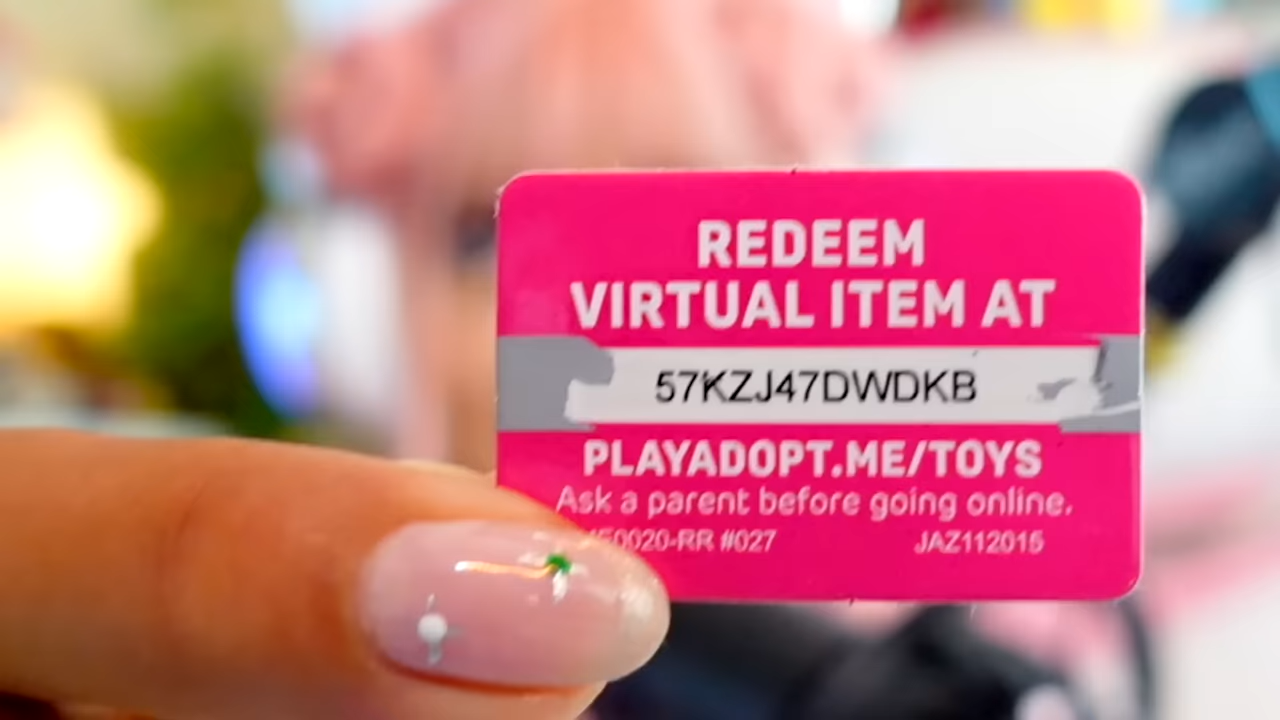 REDEEM
VIRTUAL ITEM AT
57KZJ47DWDKB
PLAYADOPT.ME/TOYS
Ask a parent before going online.
#027
JAZ112015